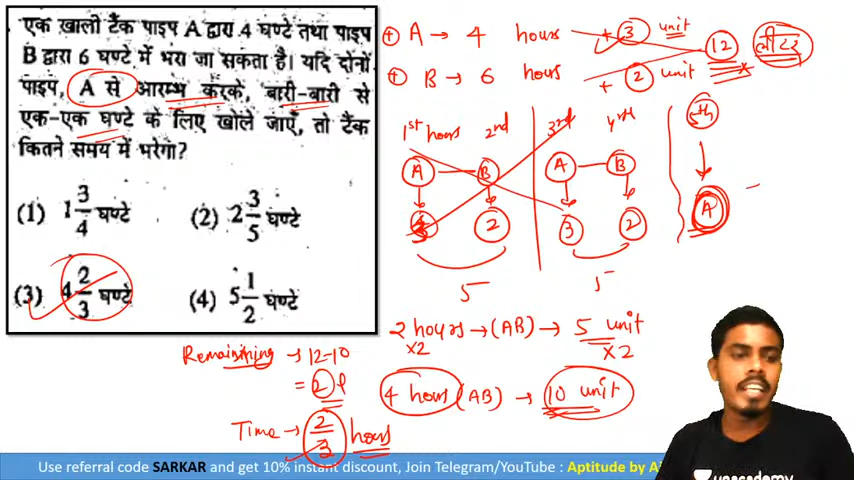 एक खाली टैंक पाइप A द्वारा 4 घण्टे तथा पाइप
B द्वारा 6 घण्टे में भरा जा सकता है। यदि दोनों
पाइप, A से आरम्भ करके, बारी-बारी से
एक-एक घण्टे के लिए खोले जाएँ, तो टैंक
कितने समय में भरेगा?
(1) 1 3/4 घण्टे (2) 2 3/5 घण्टे
(3) 4 2/3 घण्टे (4) 5 1/2 घण्टे
+ A → 4 hours + 3 unit
12 लीटर
+ B → 6 hours + 2 unit
1st hours 2nd 3rd 4rth 5th
A B A B A
2 3 2
5 5
2 hours → (AB) → 5 unit
×2 ×2
4 hours (AB) → 10 unit
Remaining → 12-10
= 2 l
Time → 2/3 hours
Use referral code SARKAR and get 10% instant discount, Join Telegram/YouTube : Aptitude by
unacademy